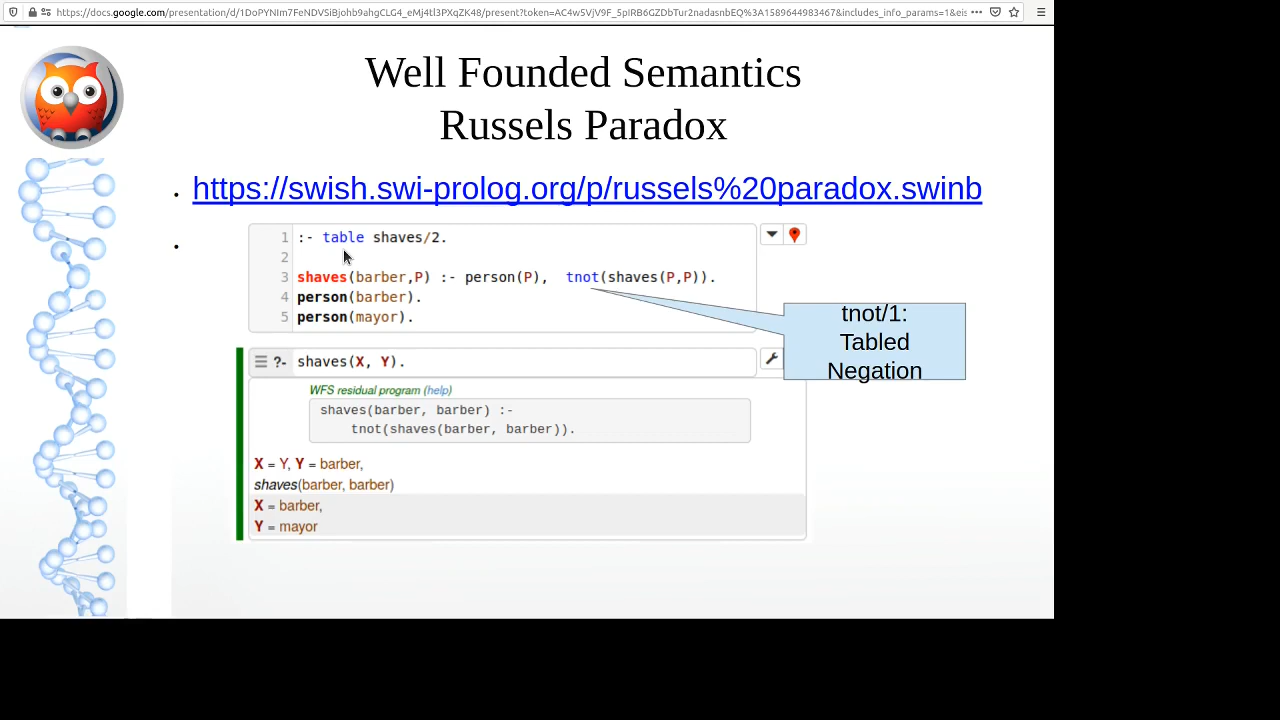 https://docs.google.com/presentation/d/1DoPYNIm7FeNDVSiBjohb9ahgCLG4_eMj4tl3PXqZK48/present?token=AC4w5VjV9F_5pIRB6GZDbTur2nadasnbEQ%3A1589644983467&includes_info_params=1&eis
Well Founded Semantics
Russels Paradox
https://swish.swi-prolog.org/p/russels%20paradox.swinb
1 :- table shaves/2.
2
3 shaves(barber,P) :- person(P), tnot(shaves(P,P)).
4 person(barber).
5 person(mayor).
tnot/1:
Tabled
Negation
?- shaves(X, Y).
WFS residual program (help)
shaves(barber, barber) :-
tnot(shaves(barber, barber)).
X = Y, Y = barber,
shaves(barber, barber)
X = barber,
Y = mayor